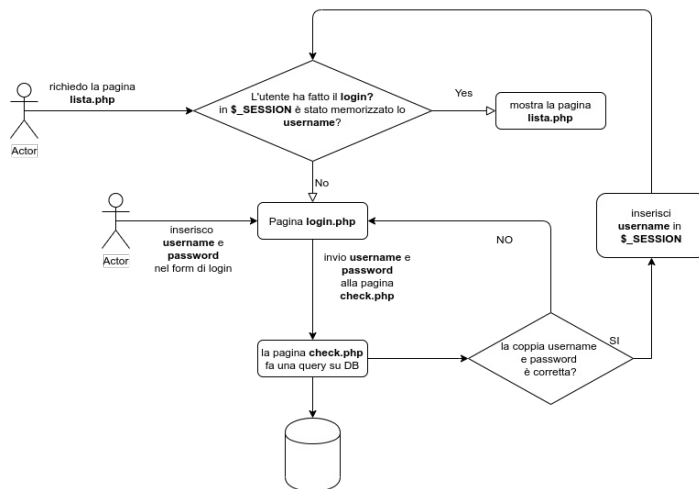 richiedo la pagina
lista.php
Actor
L'utente ha fatto il login?
in $_SESSION è stato memorizzato lo
username?
Yes
mostra la pagina
lista.php
No
Actor
inserisco
username e
password
nel form di login
Pagina login.php
NO
inserisci
username in
$_SESSION
invio username e
password
alla pagina
check.php
la pagina check.php
fa una query su DB
la coppia username
e password
è corretta?
SI